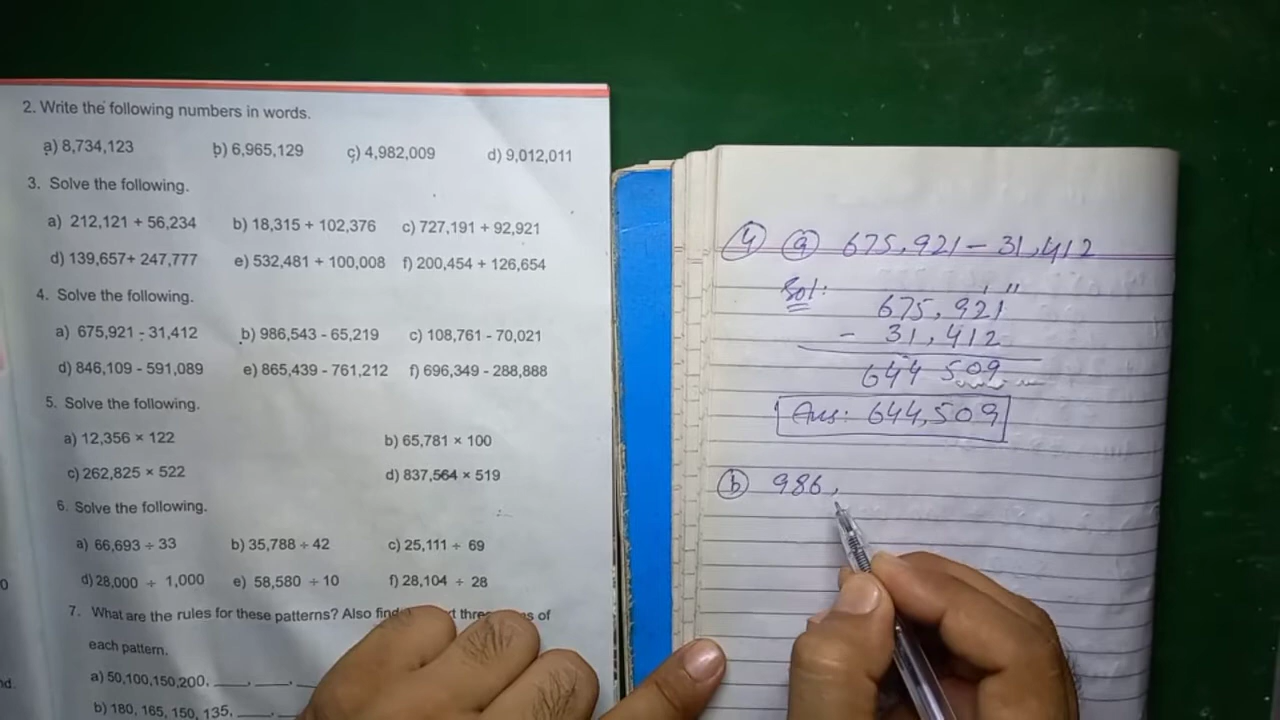 2. Write the following numbers in words.
a) 8,734,123 b) 6,965,129 c) 4,982,009 d) 9,012,011
3. Solve the following.
a) 212,121 + 56,234 b) 18,315 + 102,376 c) 727,191 + 92,921
d) 139,657+ 247,777 e) 532,481 + 100,008 f) 200,454 + 126,654
4. Solve the following.
a) 675,921 - 31,412 b) 986,543 - 65,219 c) 108,761 - 70,021
d) 846,109 - 591,089 e) 865,439 - 761,212 f) 696,349 - 288,888
5. Solve the following.
a) 12,356 × 122 b) 65,781 × 100
c) 262,825 × 522 d) 837,564 × 519
6. Solve the following.
a) 66,693 ÷ 33 b) 35,788 ÷ 42 c) 25,111 ÷ 69
d) 28,000 ÷ 1,000 e) 58,580 ÷ 10 f) 28,104 ÷ 28
7. What are the rules for these patterns? Also find of
each pattern.
a) 50,100,150,200, ____, ____,
b) 180, 165, 150, 135, ____,
4 a 675,921 - 31,412
Sol:
675,921
- 31,412
644 509
Ans: 644,509
b 986,